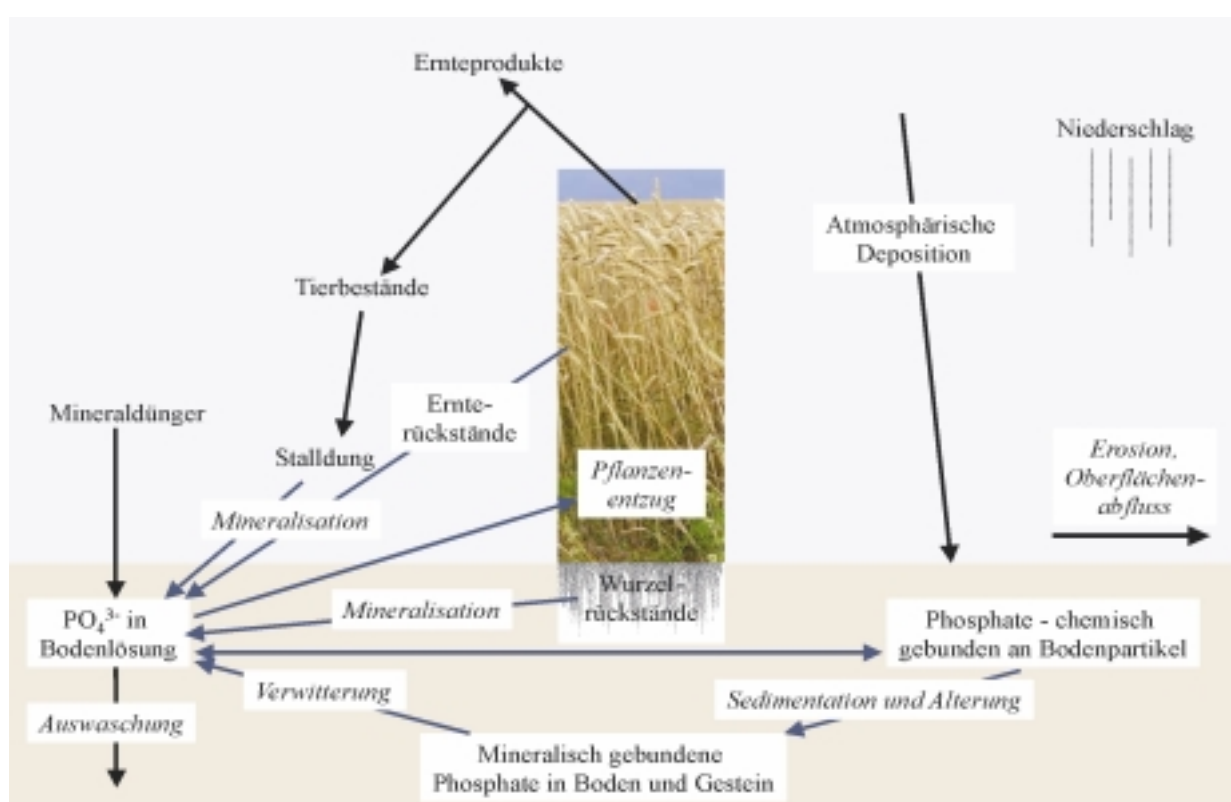 Ernteprodukte
Niederschlag
Atmosphärische
Deposition
Tierbestände
Mineraldünger
Ernte-
rückstände
Stalldung
Pflanzen-
entzug
Erosion,
Oberflächen-
abfluss
Mineralisation
Wurzel-
rückstände
Mineralisation
PO₄³⁻ in
Bodenlösung
Phosphate - chemisch
gebunden an Bodenpartikel
Verwitterung
Sedimentation und Alterung
Auswaschung
Mineralisch gebundene
Phosphate in Boden und Gestein